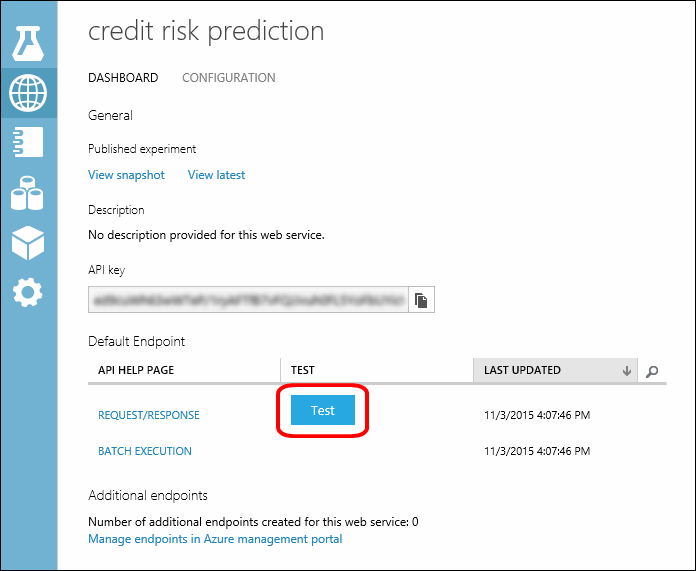 credit risk prediction
DASHBOARD CONFIGURATION
General
Published experiment
View snapshot View latest
Description
No description provided for this web service.
API key
Default Endpoint
API HELP PAGE TEST LAST UPDATED
REQUEST/RESPONSE Test 11/3/2015 4:07:46 PM
BATCH EXECUTION 11/3/2015 4:07:46 PM
Additional endpoints
Number of additional endpoints created for this web service: 0
Manage endpoints in Azure management portal